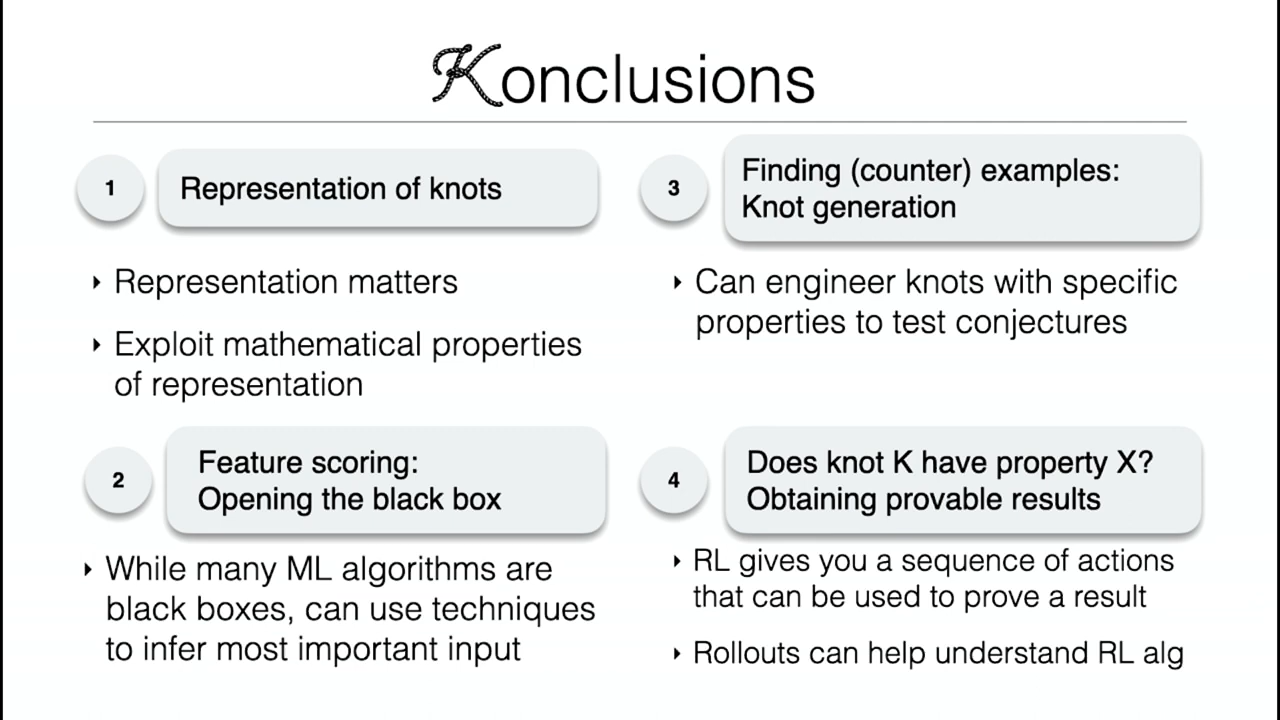 Konclusions
1
Representation of knots
‣ Representation matters
‣ Exploit mathematical properties
of representation
2
Feature scoring:
Opening the black box
‣ While many ML algorithms are
black boxes, can use techniques
to infer most important input
3
Finding (counter) examples:
Knot generation
‣ Can engineer knots with specific
properties to test conjectures
4
Does knot K have property X?
Obtaining provable results
‣ RL gives you a sequence of actions
that can be used to prove a result
‣ Rollouts can help understand RL alg